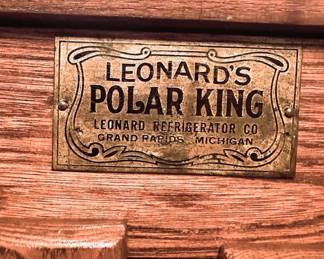 LEONARD'S
POLAR KING
LEONARD REFRIGERATOR CO
GRAND RAPIDS MICHIGAN